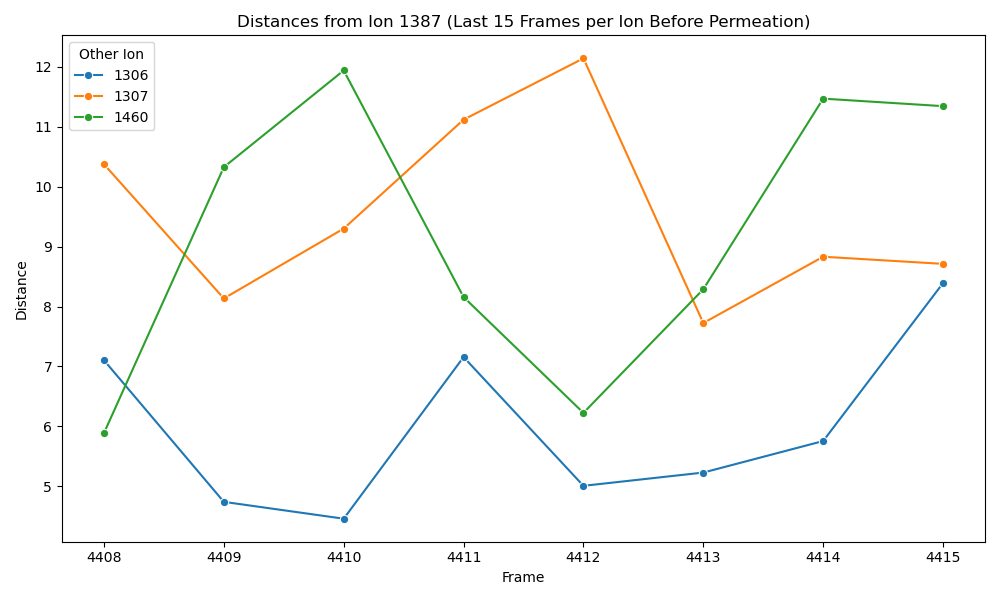 Distances from Ion 1387 (Last 15 Frames per Ion Before Permeation)
Other Ion
1306
1307
1460
12
11
10
9
8
7
6
5
Distance
4408 4409 4410 4411 4412 4413 4414 4415
Frame